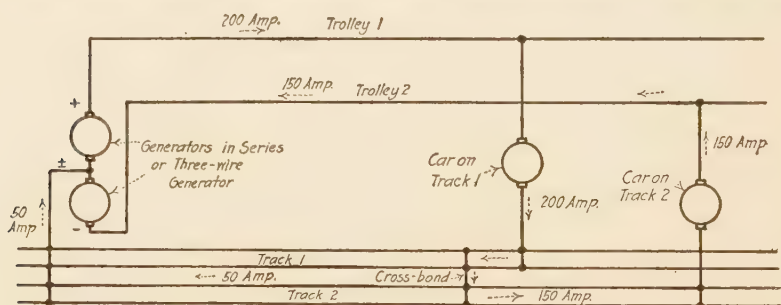 200 Amp.
Trolley 1
150 Amp.
Trolley 2
+
Generators in Series
or Three-wire
Generator
±
-
50
Amp
Car on
Track 1
200 Amp.
150 Amp.
Car on
Track 2
Track 1
50 Amp.
Cross-bond
Track 2
150 Amp.